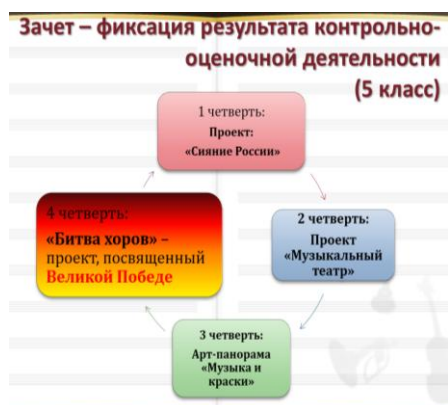 Зачет – фиксация результата контрольно-
оценочной деятельности
(5 класс)
1 четверть:
Проект:
«Сияние России»
2 четверть:
Проект
«Музыкальный
театр»
3 четверть:
Арт-панорама
«Музыка и
краски»
4 четверть:
«Битва хоров» –
проект, посвященный
Великой Победе